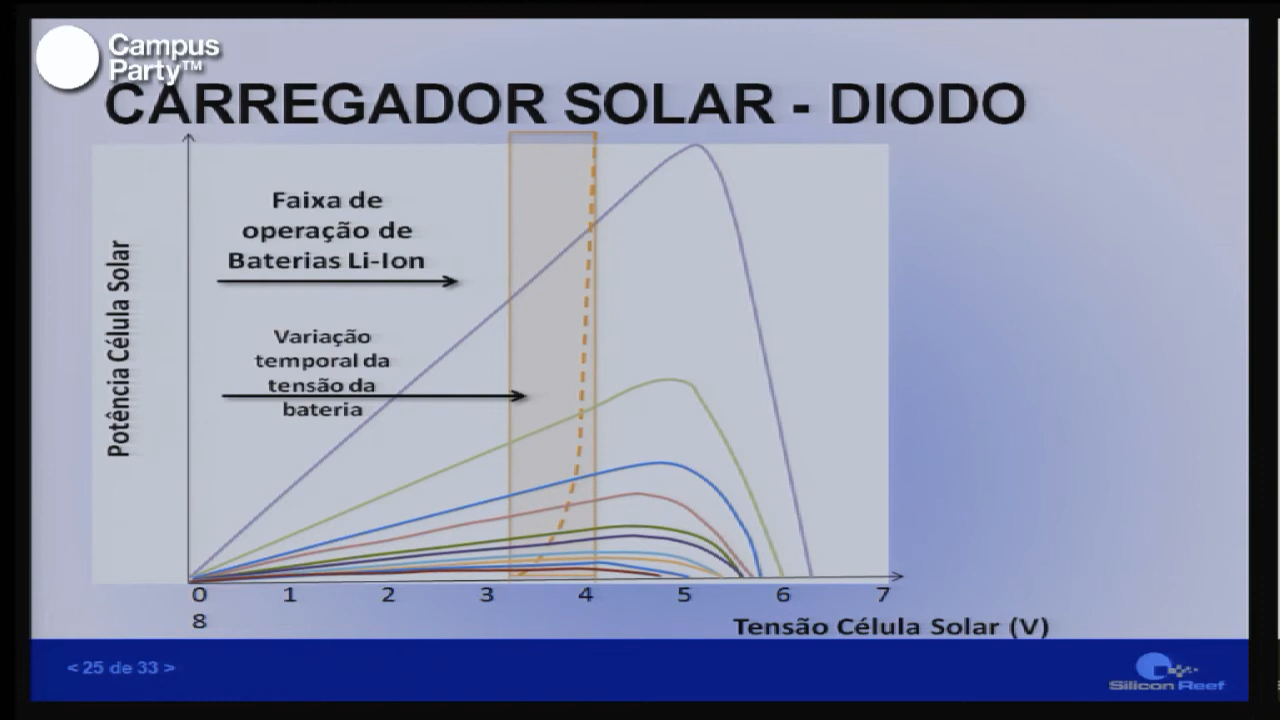 Campus
Party™
CARREGADOR SOLAR - DIODO
Faixa de
operação de
Baterias Li-Ion
Variação
temporal da
tensão da
bateria
Potência Célula Solar
0 1 2 3 4 5 6 7
8
Tensão Célula Solar (V)
< 25 de 33 >
Silicon Reef